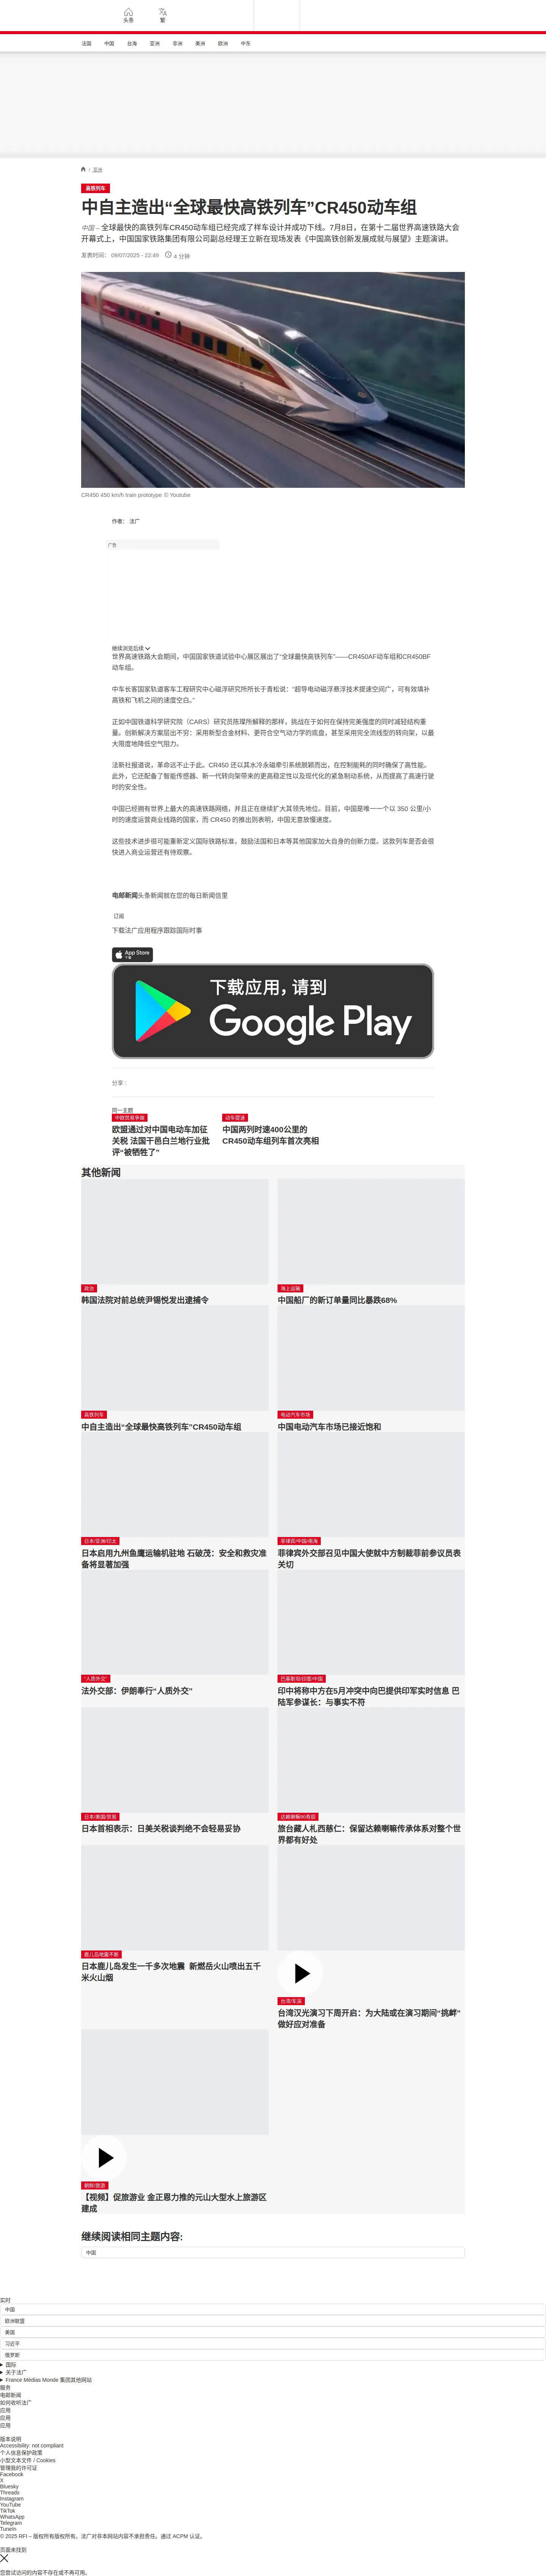 头条
繁
法国 中国 台海 亚洲 非洲 美洲 欧洲 中东
/ 亚洲
高铁列车
中自主造出“全球最快高铁列车”CR450动车组
中国 – 全球最快的高铁列车CR450动车组已经完成了样车设计并成功下线。7月8日，在第十二届世界高速铁路大会
开幕式上，中国国家铁路集团有限公司副总经理王立新在现场发表《中国高铁创新发展成就与展望》主题演讲。
发表时间： 09/07/2025 - 22:49 4 分钟
CR450 450 km/h train prototype © Youtube
作者： 法广
广告
继续浏览后续
世界高速铁路大会期间，中国国家铁道试验中心展区展出了“全球最快高铁列车”——CR450AF动车组和CR450BF
动车组。
中车长客国家轨道客车工程研究中心磁浮研究所所长于青松说：“超导电动磁浮悬浮技术提速空间广，可有效填补
高铁和飞机之间的速度空白。”
正如中国铁道科学研究院（CARS）研究员陈璨所解释的那样，挑战在于如何在保持完美强度的同时减轻结构重
量。创新解决方案层出不穷：采用新型合金材料、更符合空气动力学的底盘，甚至采用完全流线型的转向架，以最
大限度地降低空气阻力。
法新社报道说，革命远不止于此。CR450 还以其水冷永磁牵引系统脱颖而出，在控制能耗的同时确保了高性能。
此外，它还配备了智能传感器、新一代转向架带来的更高稳定性以及现代化的紧急制动系统，从而提高了高速行驶
时的安全性。
中国已经拥有世界上最大的高速铁路网络，并且正在继续扩大其领先地位。目前，中国是唯一一个以 350 公里/小
时的速度运营商业线路的国家，而 CR450 的推出则表明，中国无意放慢速度。
这些技术进步很可能重新定义国际铁路标准，鼓励法国和日本等其他国家加大自身的创新力度。这款列车是否会很
快进入商业运营还有待观察。
电邮新闻头条新闻就在您的每日新闻信里
订阅
下载法广应用程序跟踪国际时事
App Store
下载
下载应用，请到
Google Play
分享 :
同一主题
中欧贸易争端
欧盟通过对中国电动车加征
关税 法国干邑白兰地行业批
评“被牺牲了”
动车提速
中国两列时速400公里的
CR450动车组列车首次亮相
其他新闻
政治
韩国法院对前总统尹锡悦发出逮捕令
海上运输
中国船厂的新订单量同比暴跌68%
高铁列车
中自主造出“全球最快高铁列车”CR450动车组
电动汽车市场
中国电动汽车市场已接近饱和
日本/亚洲/印太
日本启用九州鱼鹰运输机驻地 石破茂：安全和救灾准
备将显著加强
菲律宾/中国/南海
菲律宾外交部召见中国大使就中方制裁菲前参议员表
关切
“人质外交”
法外交部：伊朗奉行“人质外交”
巴基斯坦/印度/中国
印中将称中方在5月冲突中向巴提供印军实时信息 巴
陆军参谋长：与事实不符
日本/美国/贸易
日本首相表示：日美关税谈判绝不会轻易妥协
达赖喇嘛90寿辰
旅台藏人札西慈仁：保留达赖喇嘛传承体系对整个世
界都有好处
鹿儿岛地震不断
日本鹿儿岛发生一千多次地震 新燃岳火山喷出五千
米火山烟
台湾/军演
台湾汉光演习下周开启：为大陆或在演习期间“挑衅”
做好应对准备
朝鲜/旅游
【视频】促旅游业 金正恩力推的元山大型水上旅游区
建成
继续阅读相同主题内容:
中国
实时
中国
欧洲联盟
美国
习近平
俄罗斯
国际
关于法广
France Médias Monde 集团其他网站
服务
电邮新闻
如何收听法广
应用
应用
应用
版本说明
Accessibility: not compliant
个人信息保护政策
小型文本文件 / Cookies
管理我的许可证
Facebook
X
Bluesky
Threads
Instagram
YouTube
TikTok
WhatsApp
Telegram
TuneIn
© 2025 RFI – 版权所有版权所有。法广对非本网站内容不承担责任。通过 ACPM 认证。
页面未找到
您尝试访问的内容不存在或不再可用。